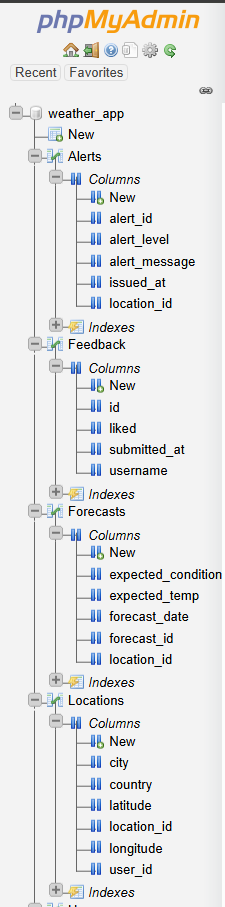 phpMyAdmin
Recent Favorites
weather_app
New
Alerts
Columns
New
alert_id
alert_level
alert_message
issued_at
location_id
Indexes
Feedback
Columns
New
id
liked
submitted_at
username
Indexes
Forecasts
Columns
New
expected_condition
expected_temp
forecast_date
forecast_id
location_id
Indexes
Locations
Columns
New
city
country
latitude
location_id
longitude
user_id
Indexes